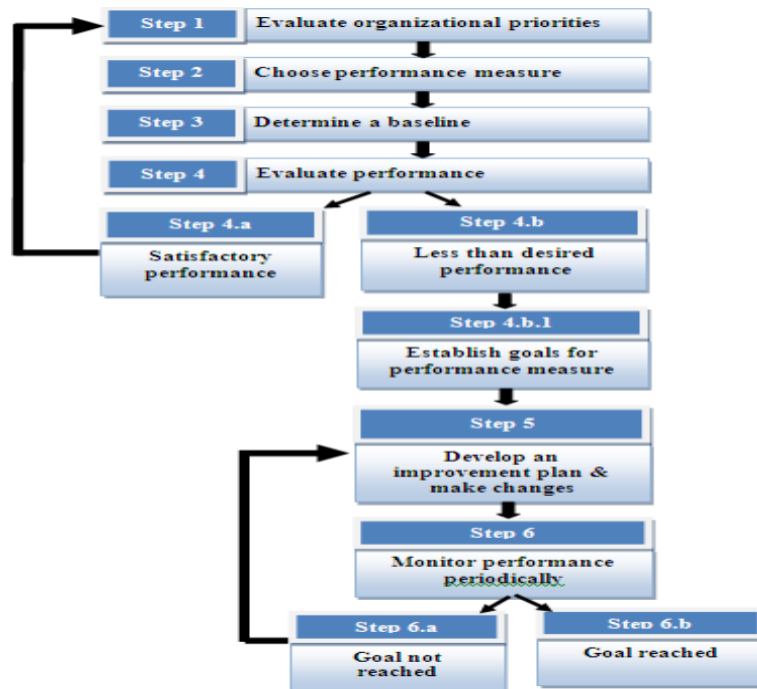 Step 1
Evaluate organizational priorities
Step 2
Choose performance measure
Step 3
Determine a baseline
Step 4
Evaluate performance
Step 4.a
Satisfactory
performance
Step 4.b
Less than desired
performance
Step 4.b.1
Establish goals for
performance measure
Step 5
Develop an
improvement plan &
make changes
Step 6
Monitor performance
periodically
Step 6.a
Goal not
reached
Step 6.b
Goal reached